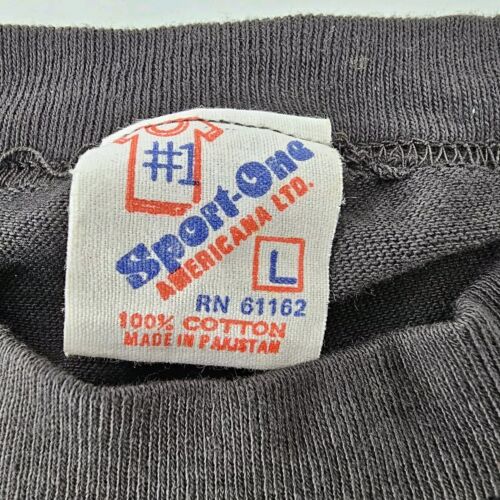 #1
Sport-One
AMERICANA LTD.
L
RN 61162
100% COTTON
MADE IN PAKISTAN